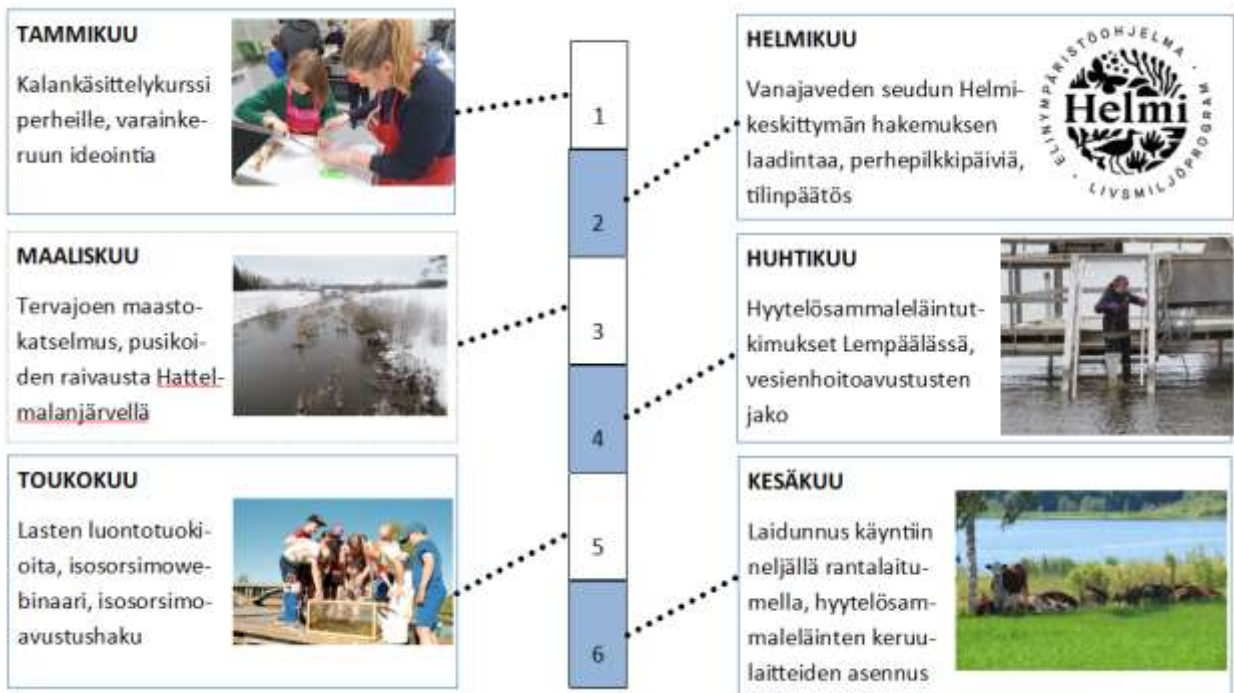 TAMMIKUU
Kalankäsittelykurssi
perheille, varainke-
ruun ideointia
1
HELMIKUU
Vanajaveden seudun Helmi-
keskittymän hakemuksen
laadintaa, perhepilkkipäiviä,
tilinpäätös
ELINYMPÄRISTÖOHJELMA
Helmi
LIVSMILJÖPROGRAM
2
MAALISKUU
Tervajoen maasto-
katselmus, pusikoi-
den raivausta Hattel-
malanjärvellä
3
HUHTIKUU
Hyytelösammaleläintut-
kimukset Lempäälässä,
vesienhoitoavustusten
jako
4
TOUKOKUU
Lasten luontotuoki-
oita, isosorsimowe-
binaari, isosorsimo-
avustushaku
5
KESÄKUU
Laidunnus käyntiin
neljällä rantalaitu-
mella, hyytelösam-
maleläinten keruu-
laitteiden asennus
6